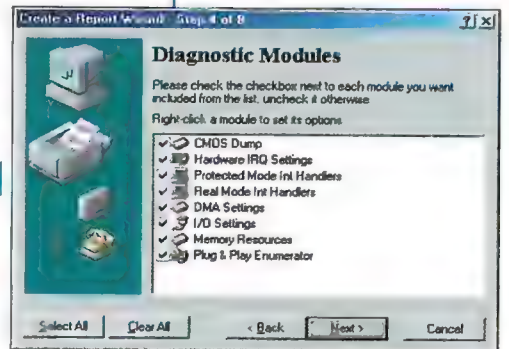 Create a Report Wizard - Step 4 of 8
Diagnostic Modules
Please check the checkbox next to each module you want
included from the list, uncheck it otherwise
Right-click a module to set its options
CMOS Dump
Hardware IRQ Settings
Protected Mode Int Handlers
Real Mode Int Handlers
DMA Settings
I/O Settings
Memory Resources
Plug & Play Enumerator
Select All
Clear All
< Back
Next >
Cancel